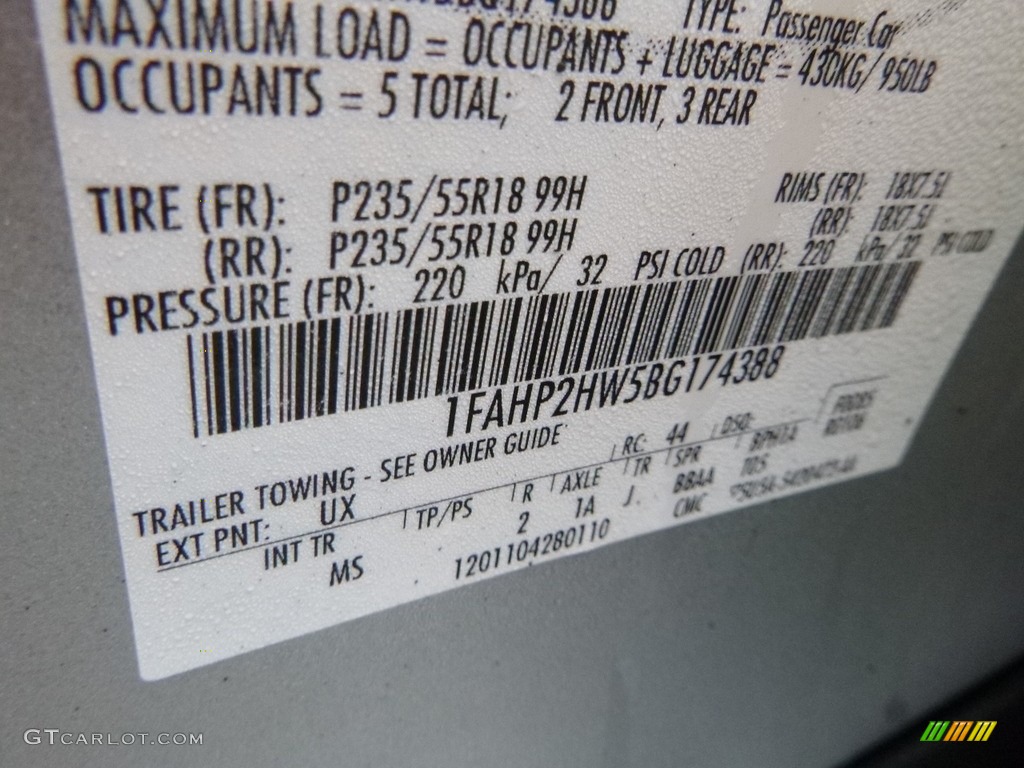 TYPE: Passenger Car
MAXIMUM LOAD = OCCUPANTS + LUGGAGE = 430KG/ 950LB
OCCUPANTS = 5 TOTAL; 2 FRONT, 3 REAR
TIRE (FR): P235/55R18 99H RIMS (FR): 18X7.5J
(RR): P235/55R18 99H (RR): 18X7.5J
PRESSURE (FR): 220 kPa/ 32 PSI COLD (RR): 220 kPa/ 32 PSI COLD
1FAHP2HW5BG174388
TRAILER TOWING - SEE OWNER GUIDE RC: 44 DSO:
EXT PNT: UX
INT TR TP/PS R AXLE TR SPR
MS 2 1A J. BBAA
1201104280110 CMC
GTCARLOT.COM